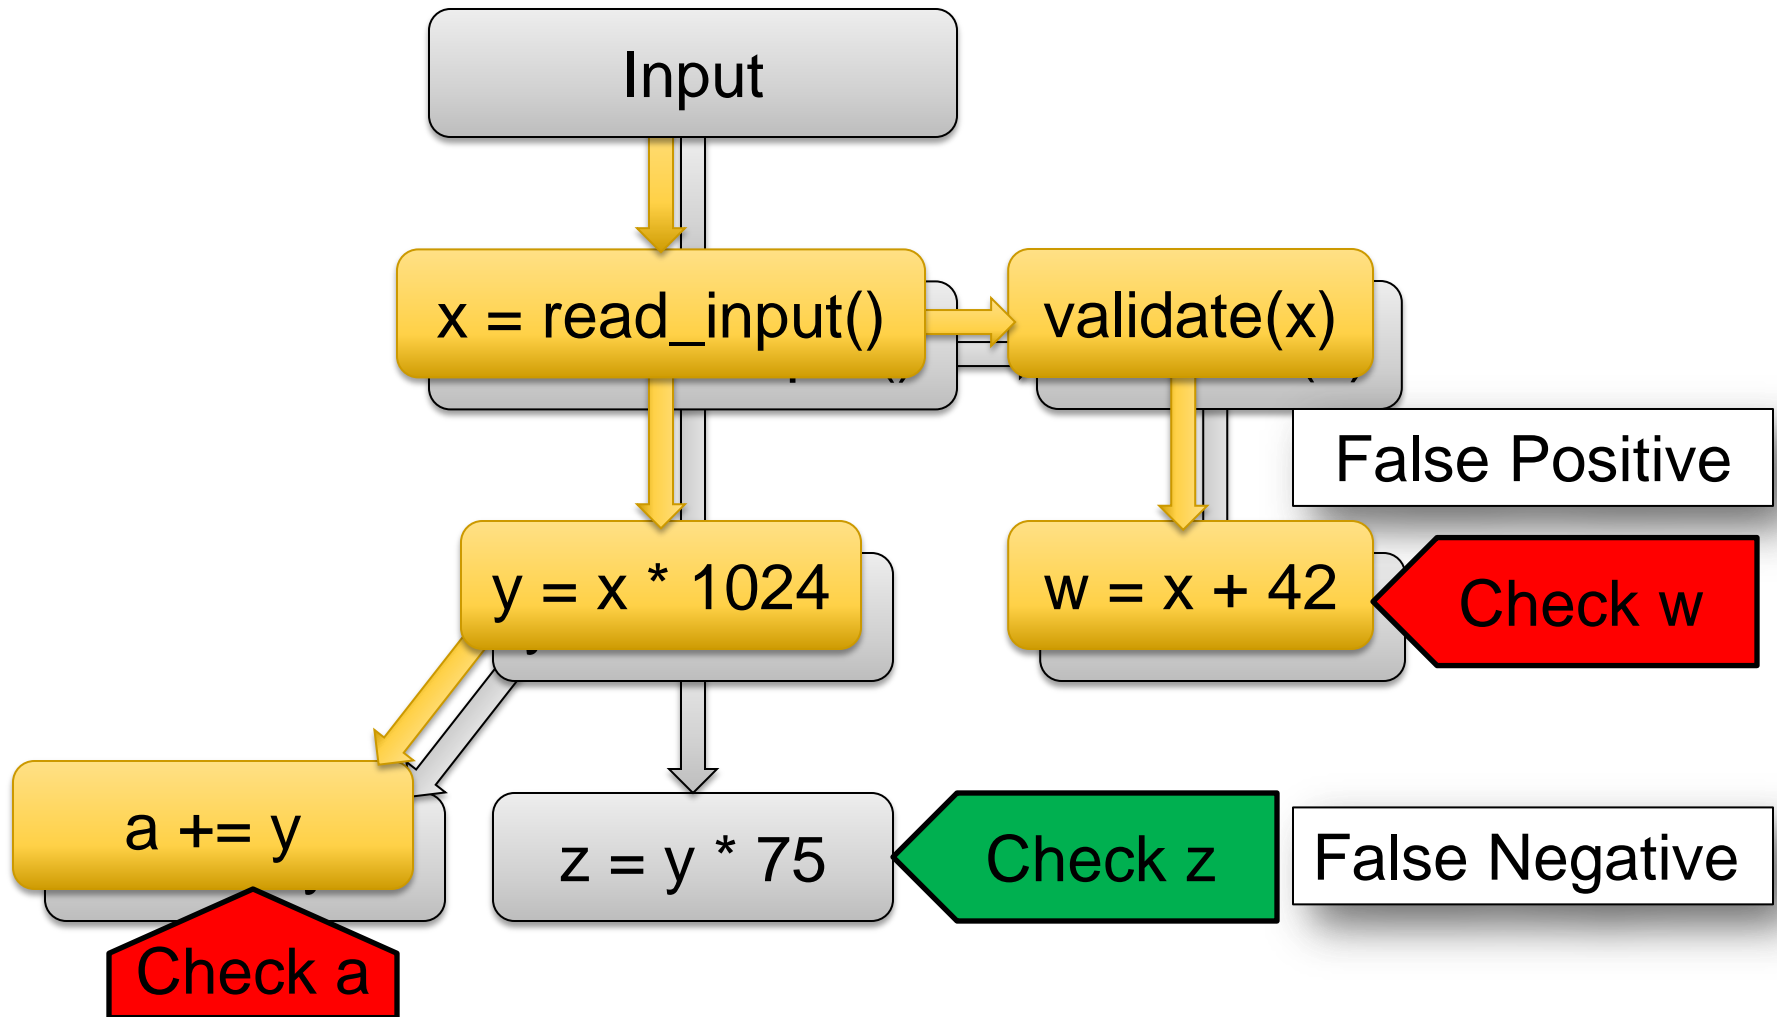 Input
x = read_input()
validate(x)
False Positive
y = x * 1024
w = x + 42
Check w
a += y
z = y * 75
Check z
False Negative
Check a